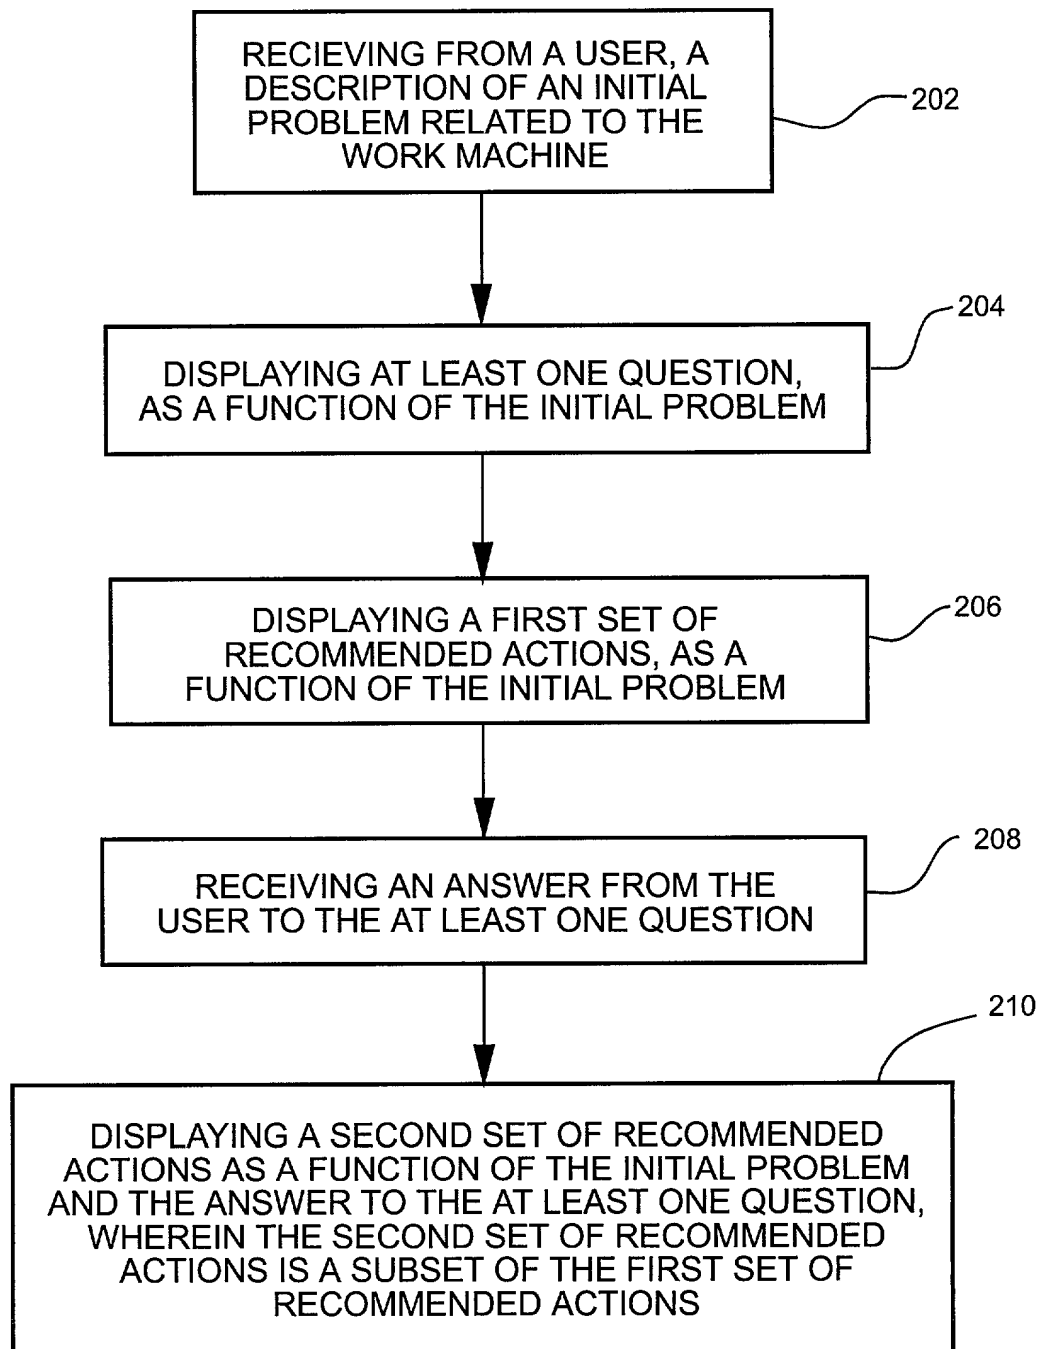 RECIEVING FROM A USER, A
DESCRIPTION OF AN INITIAL
PROBLEM RELATED TO THE
WORK MACHINE
202
204
DISPLAYING AT LEAST ONE QUESTION,
AS A FUNCTION OF THE INITIAL PROBLEM
206
DISPLAYING A FIRST SET OF
RECOMMENDED ACTIONS, AS A
FUNCTION OF THE INITIAL PROBLEM
208
RECEIVING AN ANSWER FROM THE
USER TO THE AT LEAST ONE QUESTION
210
DISPLAYING A SECOND SET OF RECOMMENDED
ACTIONS AS A FUNCTION OF THE INITIAL PROBLEM
AND THE ANSWER TO THE AT LEAST ONE QUESTION,
WHEREIN THE SECOND SET OF RECOMMENDED
ACTIONS IS A SUBSET OF THE FIRST SET OF
RECOMMENDED ACTIONS